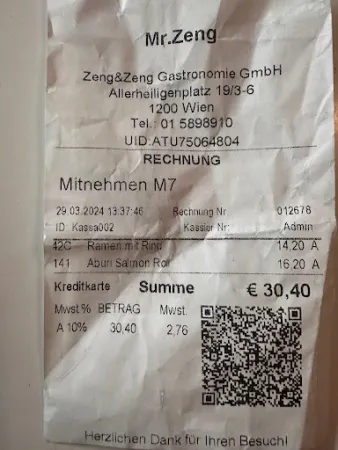 Mr.Zeng
Zeng&Zeng Gastronomie GmbH
Allerheiligenplatz 19/3-6
1200 Wien
Tel.: 01 5898910
UID:ATU75064804
RECHNUNG
Mitnehmen M7
29.03.2024 13:37:46 Rechnung Nr 012678
ID: Kassa002 Kassier Nr: Admin
42C Ramen mit Rind 14,20 A
141 Aburi Salmon Roll 16,20 A
Kreditkarte Summe € 30,40
Mwst.% BETRAG Mwst.
A 10% 30,40 2,76
Herzlichen Dank für Ihren Besuch!